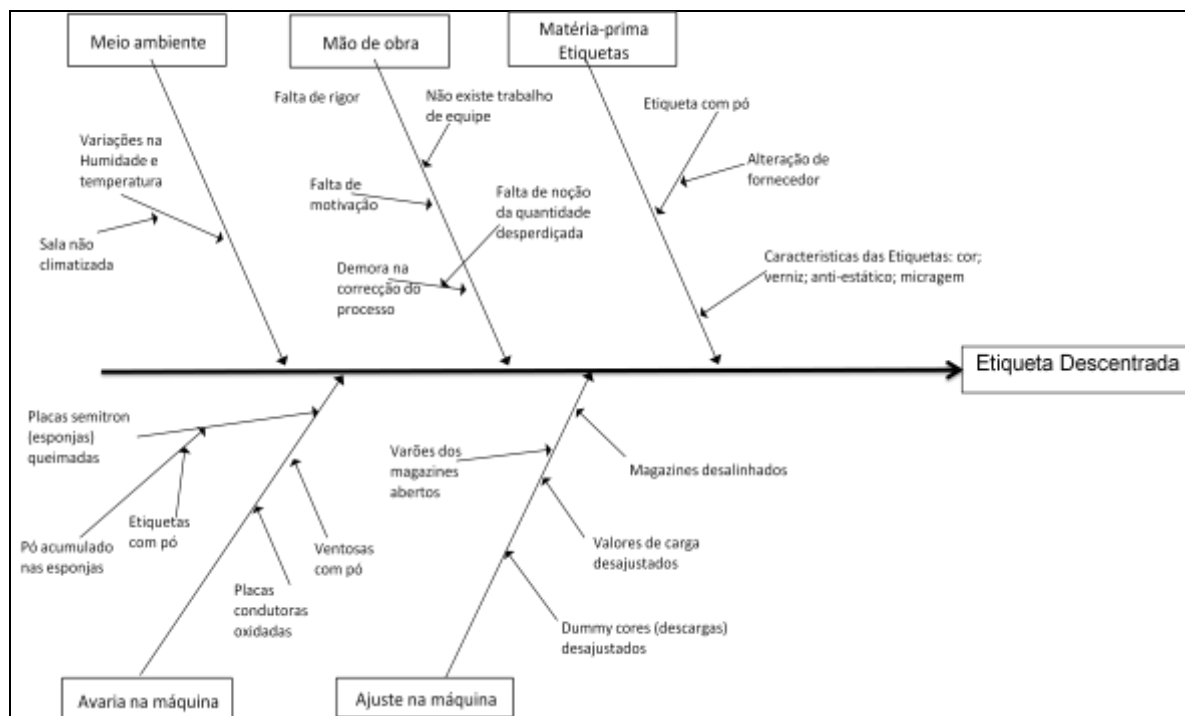 Meio ambiente
Mão de obra
Matéria-prima
Etiquetas
Falta de rigor
Não existe trabalho
de equipe
Etiqueta com pó
Variações na
Humidade e
temperatura
Alteração de
fornecedor
Falta de
motivação
Falta de noção
da quantidade
desperdiçada
Sala não
climatizada
Demora na
correcção do
processo
Caracteristicas das Etiquetas: cor;
verniz; anti-estático; micragem
Etiqueta Descentrada
Placas semitron
(esponjas)
queimadas
Varões dos
magazines
abertos
Magazines desalinhados
Etiquetas
com pó
Pó acumulado
nas esponjas
Ventosas
com pó
Valores de carga
desajustados
Placas
condutoras
oxidadas
Dummy cores (descargas)
desajustados
Avaria na máquina
Ajuste na máquina